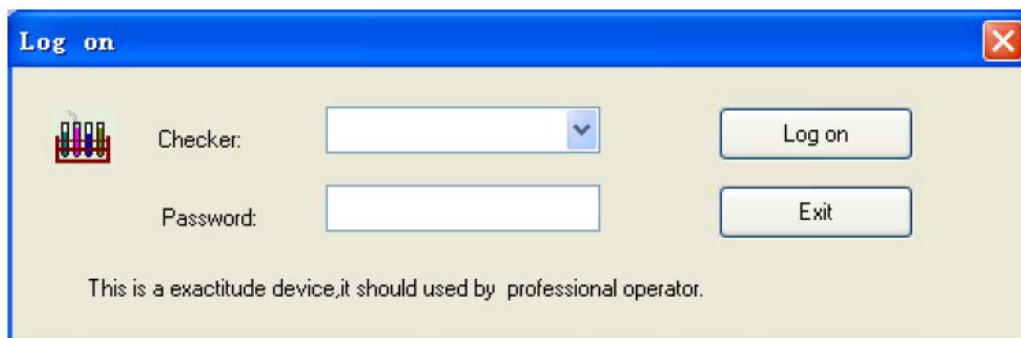 Log on
Checker:
Log on
Password:
Exit
This is a exactitude device,it should used by professional operator.